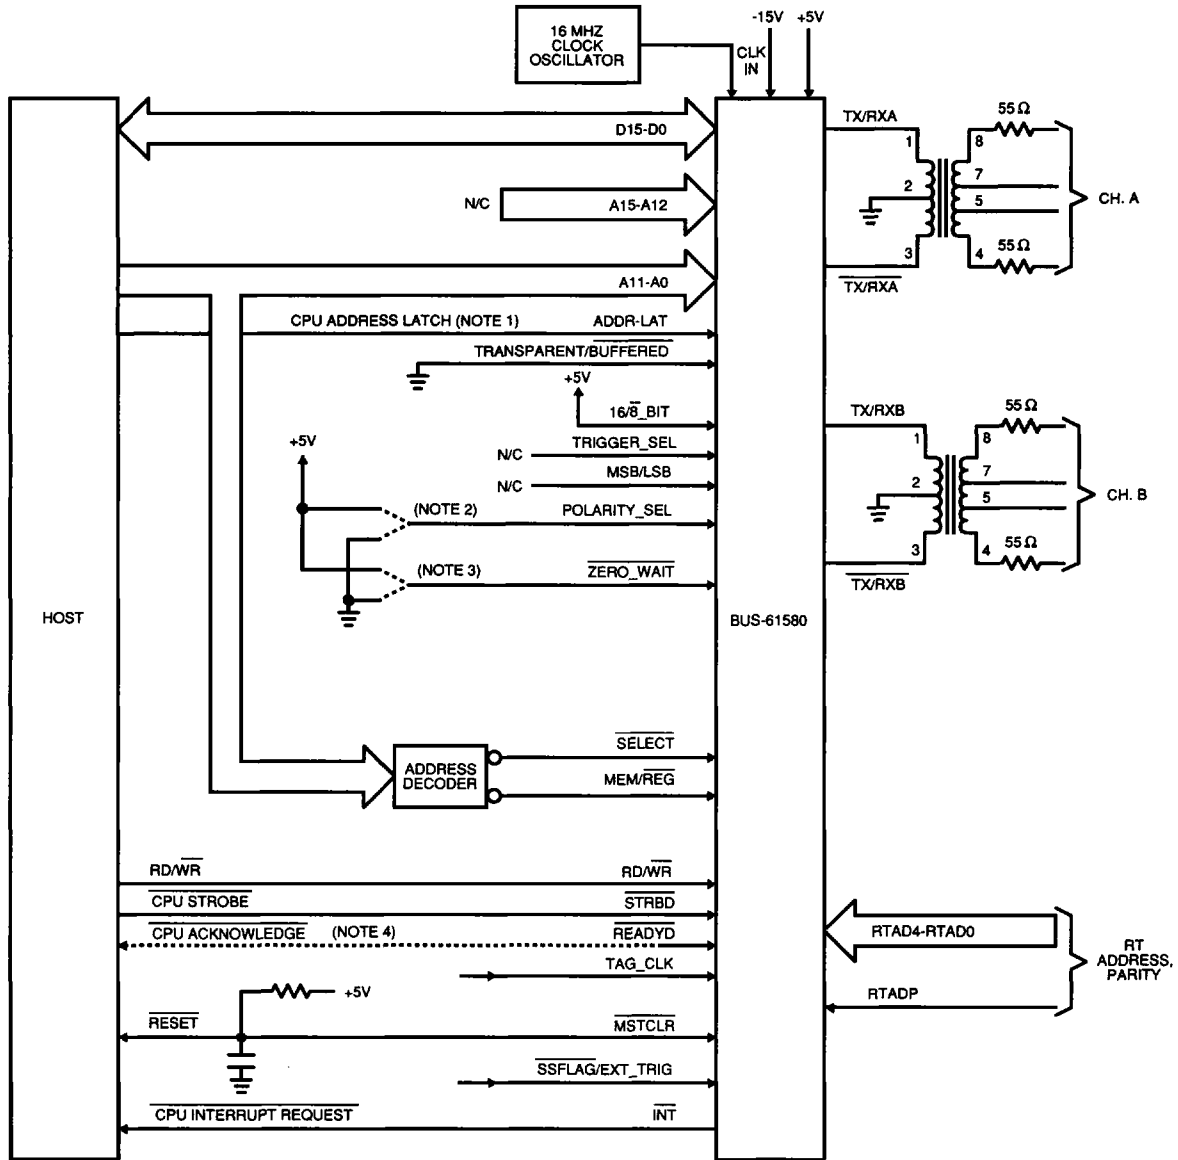 16 MHZ
CLOCK
OSCILLATOR
CLK
IN
-15V
+5V
D15-D0
N/C
A15-A12
A11-A0
CPU ADDRESS LATCH (NOTE 1)
ADDR-LAT
TRANSPARENT/BUFFERED
+5V
16/8_BIT
N/C
TRIGGER_SEL
N/C
MSB/LSB
+5V
(NOTE 2)
POLARITY_SEL
(NOTE 3)
ZERO_WAIT
HOST
BUS-61580
ADDRESS
DECODER
SELECT
MEM/REG
RD/WR
RD/WR
CPU STROBE
STRBD
CPU ACKNOWLEDGE
(NOTE 4)
READYD
TAG_CLK
+5V
RESET
MSTCLR
SSFLAG/EXT_TRIG
CPU INTERRUPT REQUEST
INT
TX/RXA
1
2
3
TX/RXA
8
7
5
4
55 Ω
55 Ω
CH. A
TX/RXB
1
2
3
TX/RXB
8
7
5
4
55 Ω
55 Ω
CH. B
RTAD4-RTAD0
RTADP
RT
ADDRESS,
PARITY